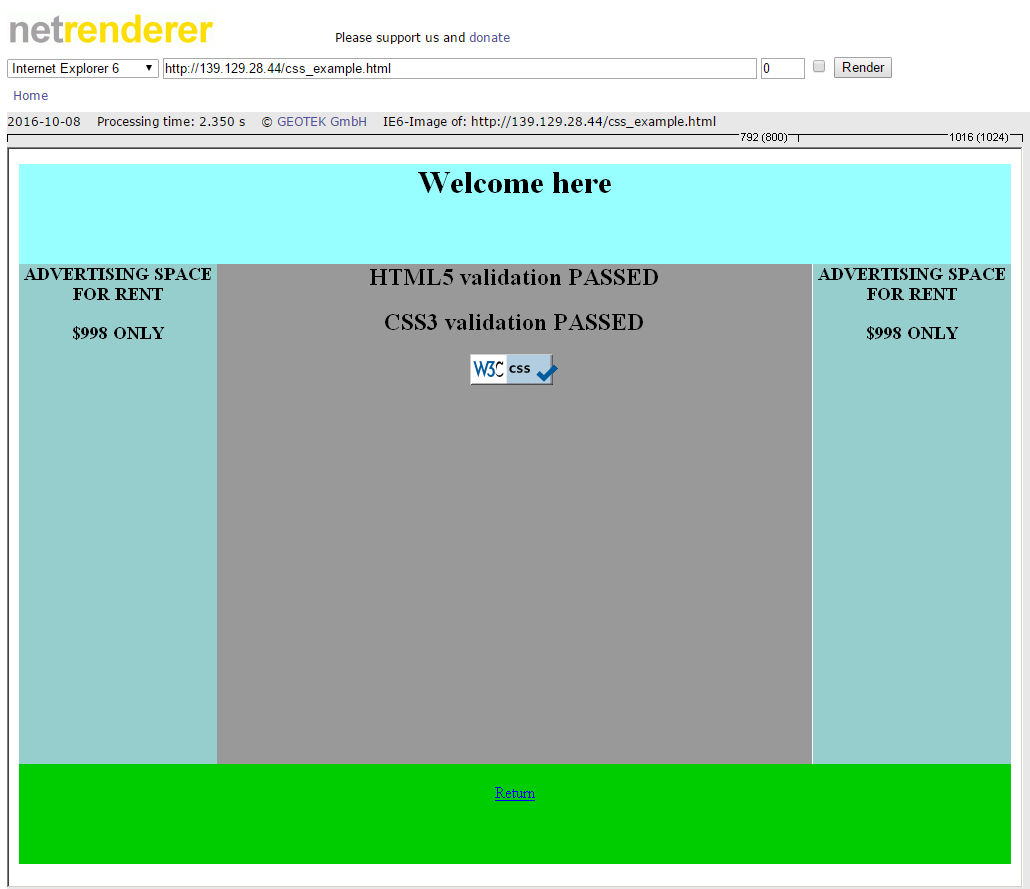 netrenderer
Please support us and donate
Internet Explorer 6
http://139.129.28.44/css_example.html
0
Render
Home
2016-10-08 Processing time: 2.350 s © GEOTEK GmbH IE6-Image of: http://139.129.28.44/css_example.html
792 (800)
1016 (1024)
Welcome here
ADVERTISING SPACE
FOR RENT
$998 ONLY
HTML5 validation PASSED
CSS3 validation PASSED
W3C css
ADVERTISING SPACE
FOR RENT
$998 ONLY
Return